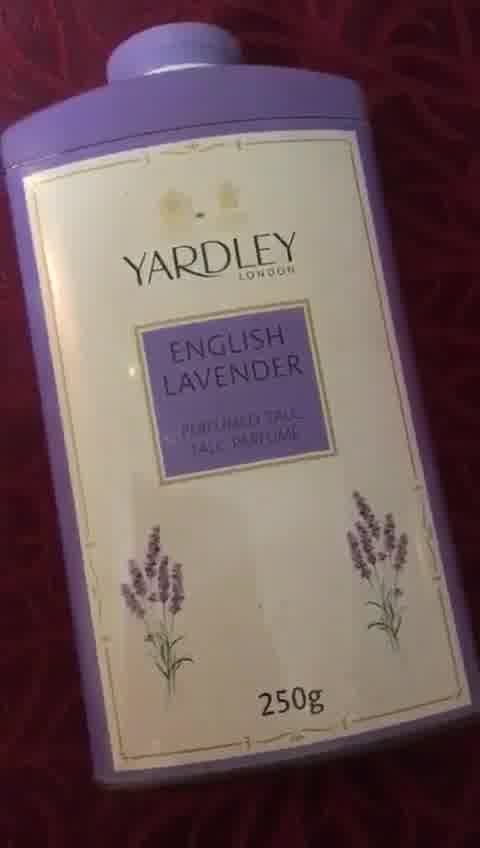 YARDLEY
LONDON
ENGLISH
LAVENDER
PERFUMED TALC
TALC PARFUME
250g